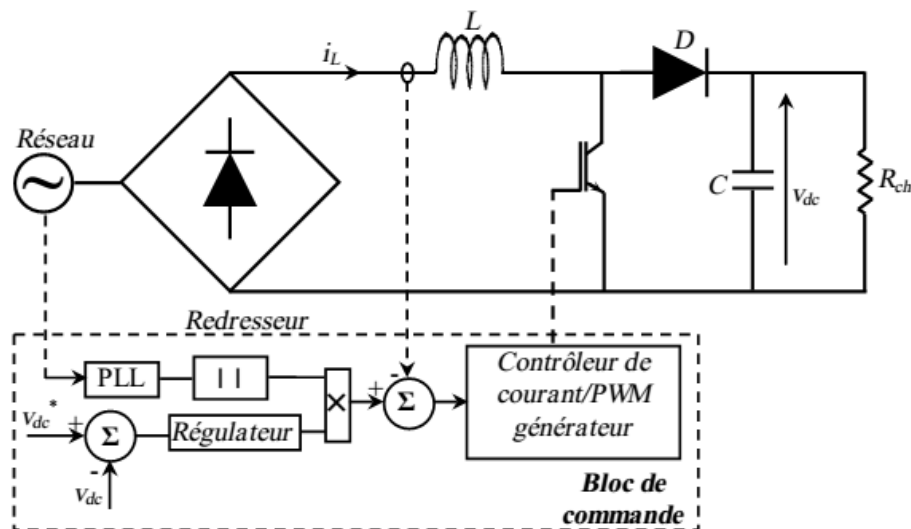 L
D
i_L
Réseau
C
v_dc
R_ch
Redresseur
PLL
| |
Contrôleur de
courant/PWM
générateur
+
-
Σ
×
v_dc*
+
Σ
Régulateur
-
v_dc
Bloc de
commande